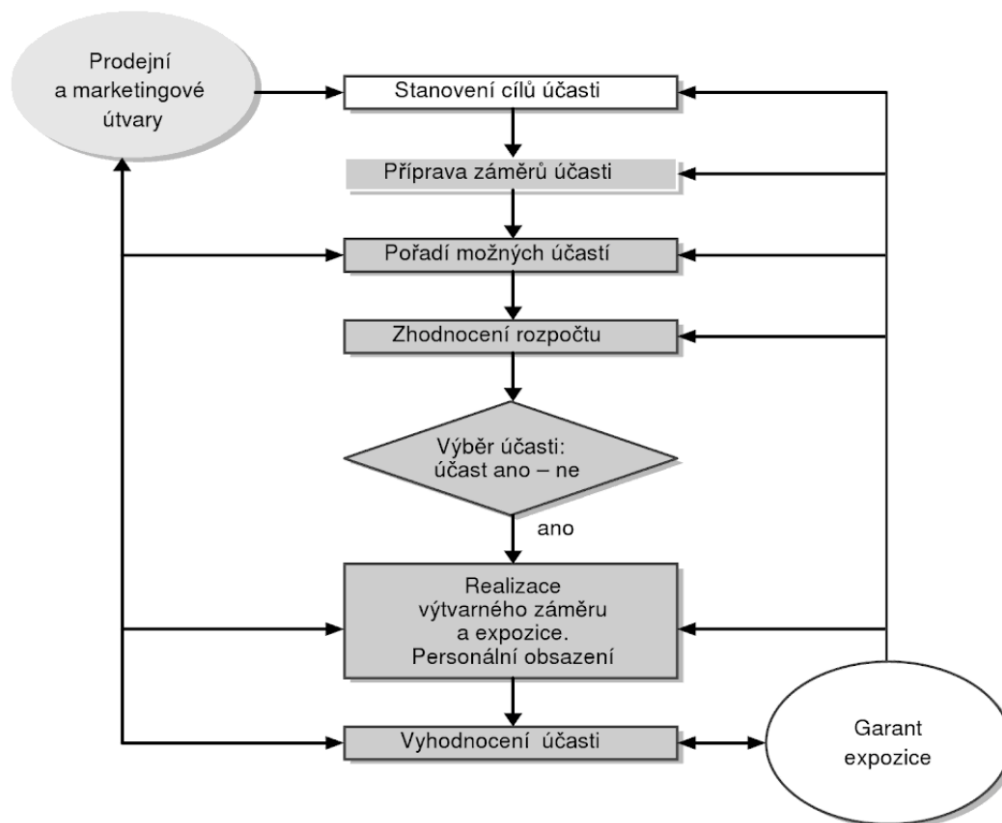 Prodejní
a marketingové
útvary
Stanovení cílů účasti
Příprava záměrů účasti
Pořadí možných účastí
Zhodnocení rozpočtu
Výběr účasti:
účast ano – ne
ano
Realizace
výtvarného záměru
a expozice.
Personální obsazení
Vyhodnocení účasti
Garant
expozice